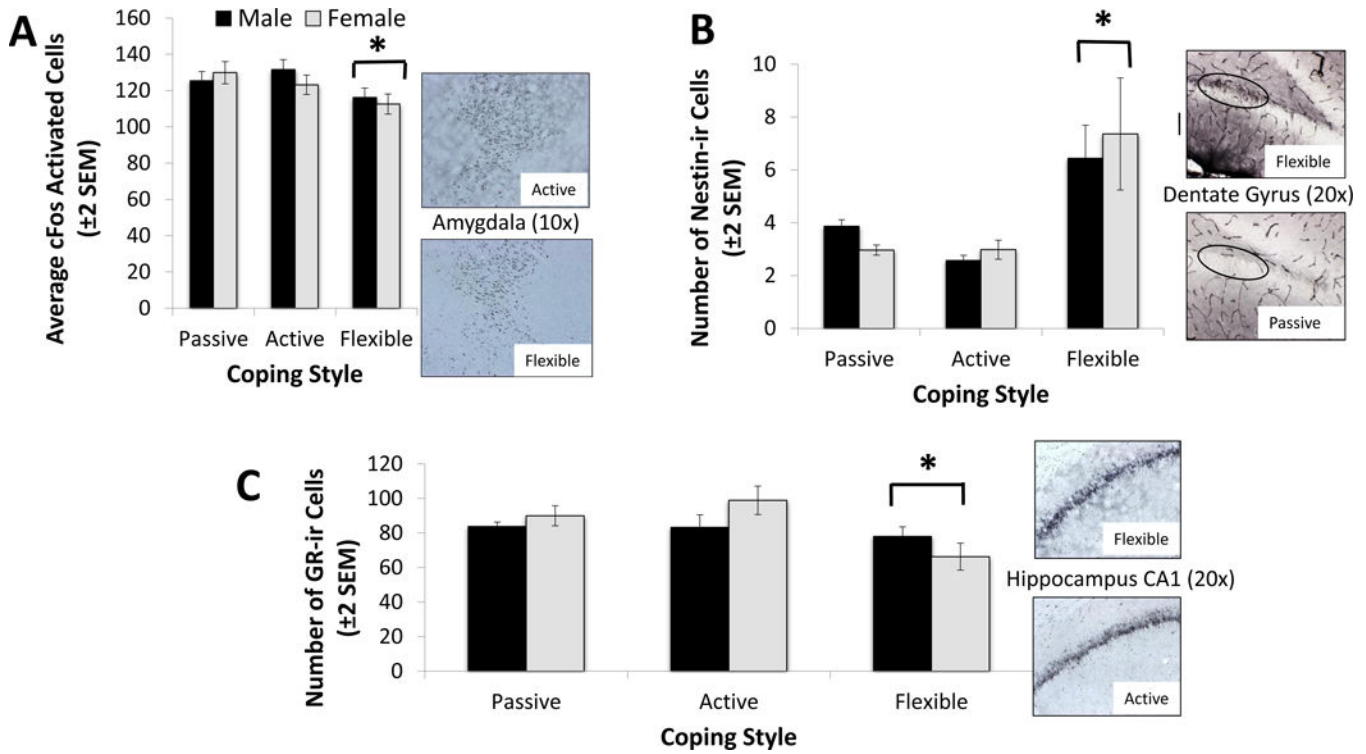 A
Male Female
*
Average cFos Activated Cells
(±2 SEM)
160
140
120
100
80
60
40
20
0
Passive Active Flexible
Coping Style
Active
Amygdala (10x)
Flexible
B
*
Number of Nestin-ir Cells
(±2 SEM)
10
8
6
4
2
0
Passive Active Flexible
Coping Style
Flexible
Dentate Gyrus (20x)
Passive
C
*
Number of GR-ir Cells
(±2 SEM)
120
100
80
60
40
20
0
Passive Active Flexible
Coping Style
Flexible
Hippocampus CA1 (20x)
Active